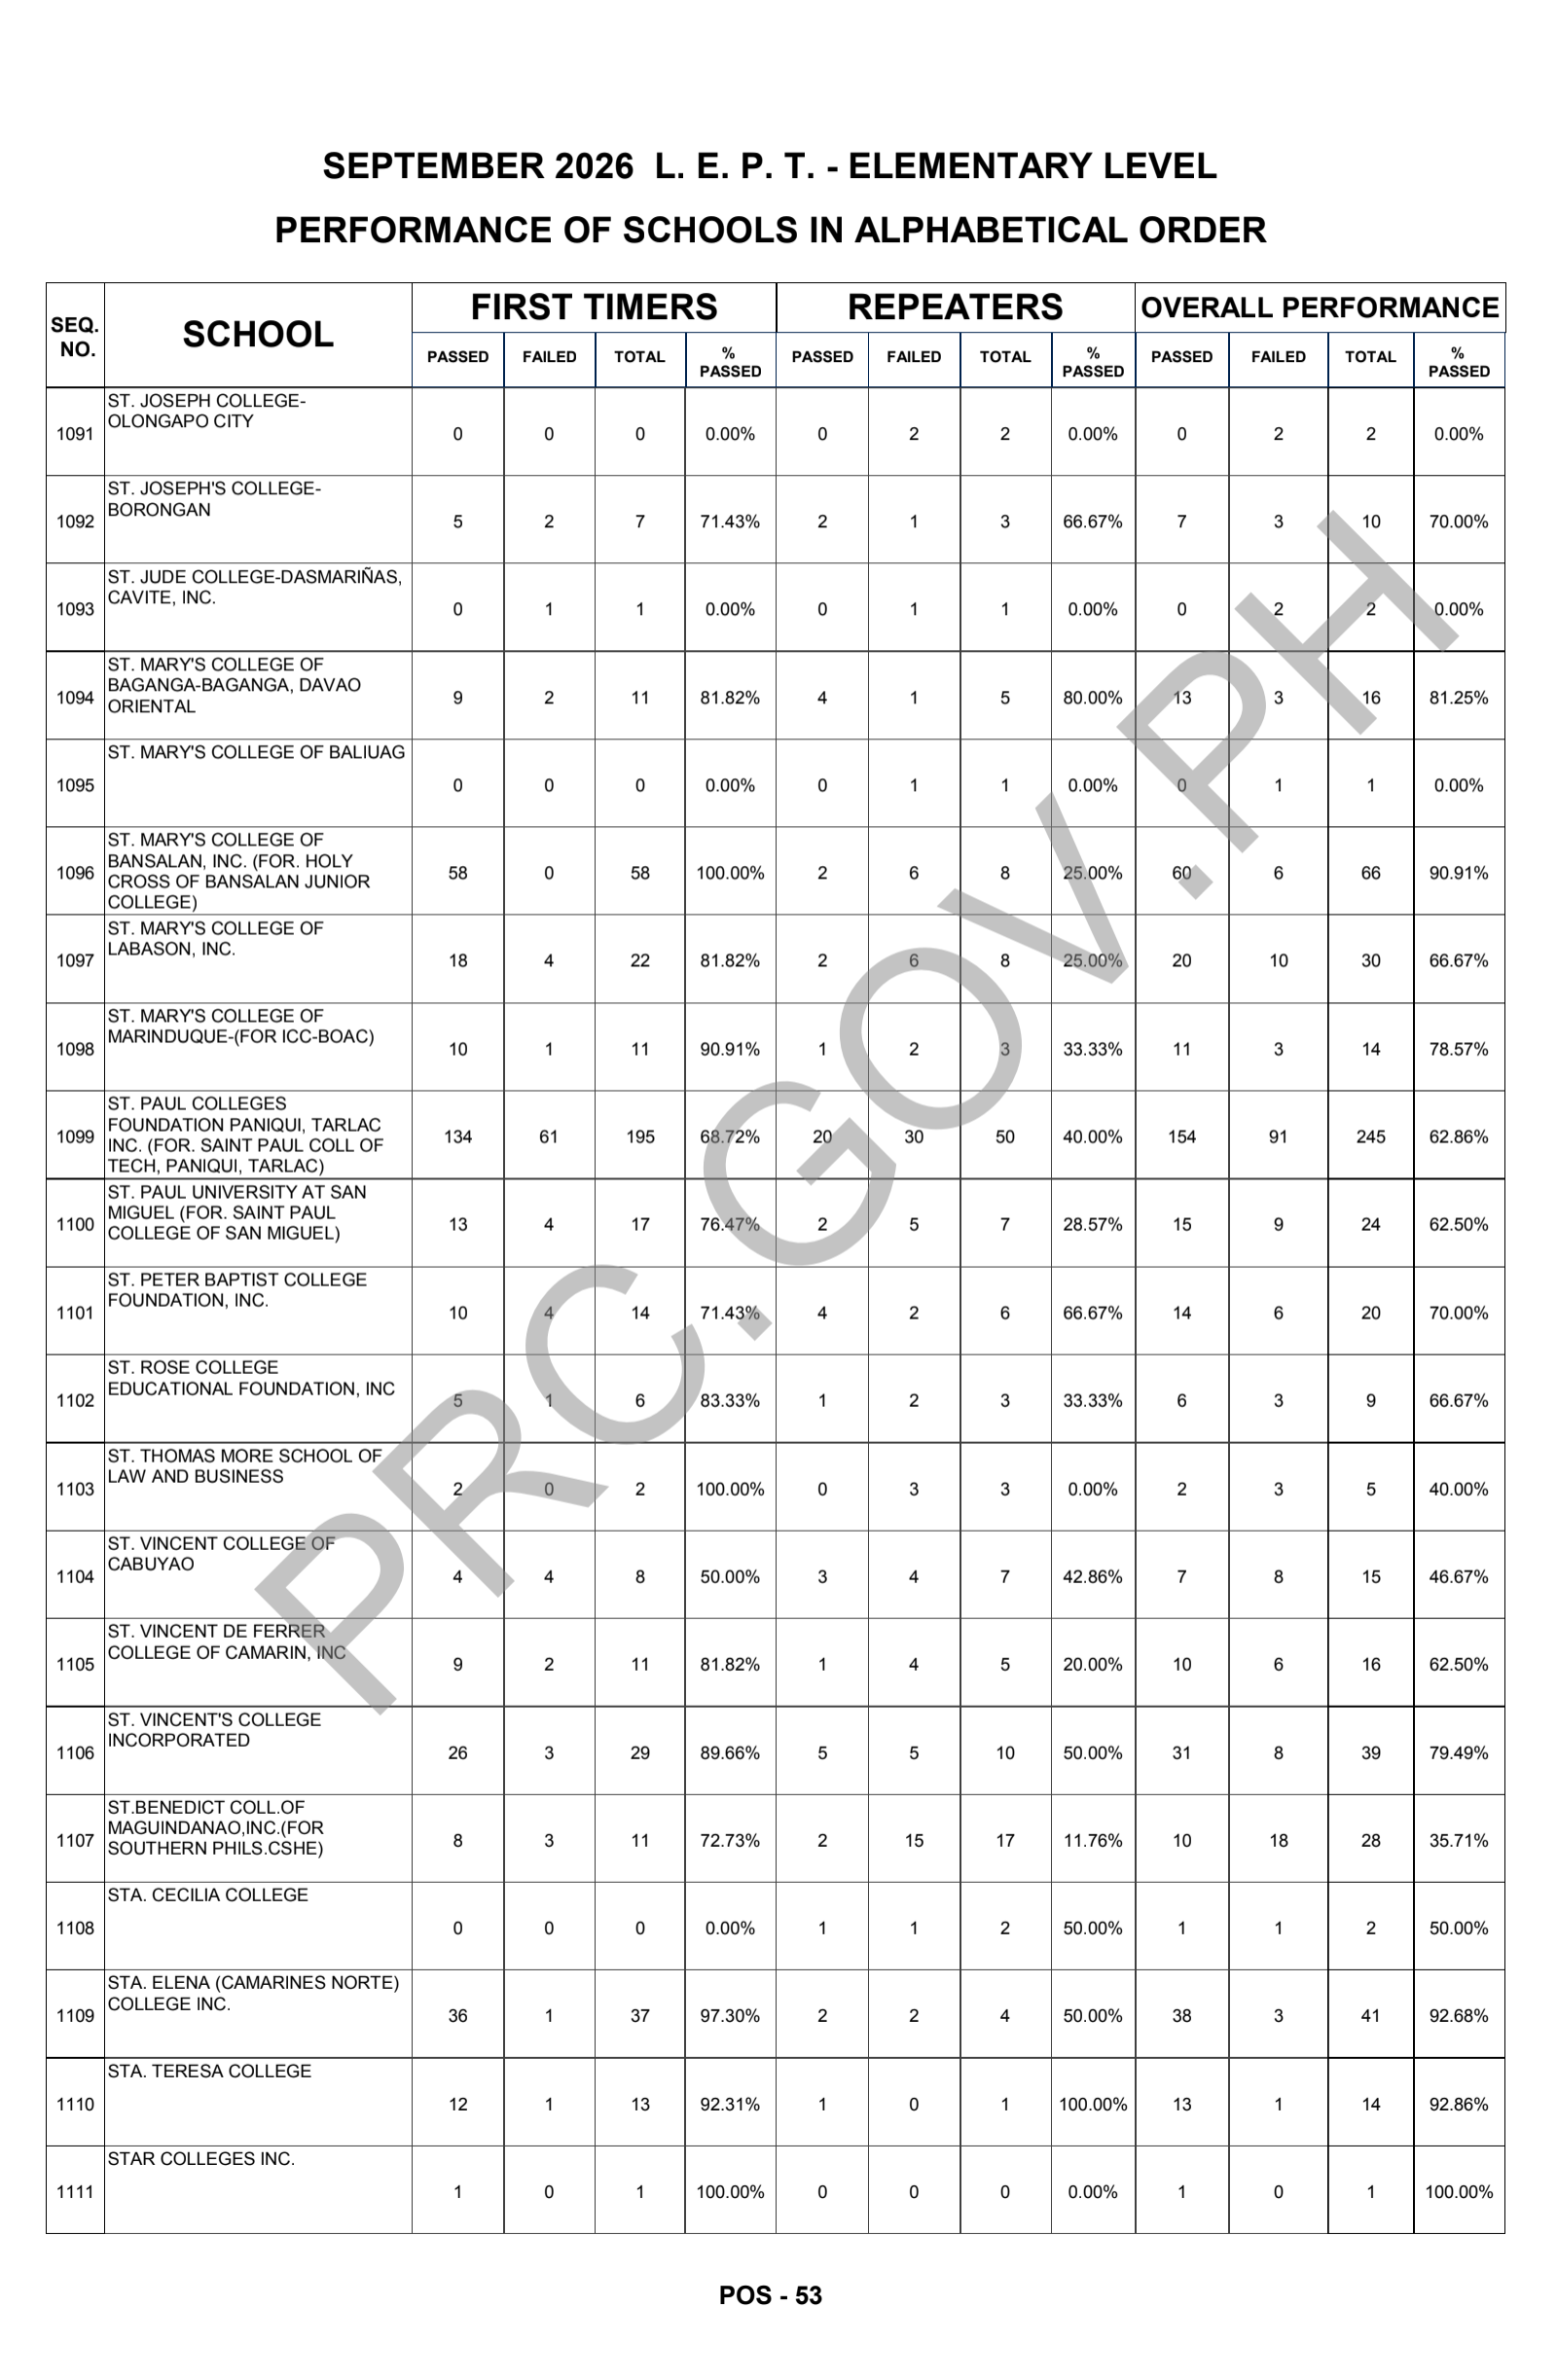 SEPTEMBER 2026 L. E. P. T. - ELEMENTARY LEVEL
PERFORMANCE OF SCHOOLS IN ALPHABETICAL ORDER
SEQ. NO. SCHOOL FIRST TIMERS REPEATERS OVERALL PERFORMANCE
PASSED FAILED TOTAL % PASSED PASSED FAILED TOTAL % PASSED PASSED FAILED TOTAL % PASSED
ST. JOSEPH COLLEGE-
OLONGAPO CITY
1091 0 0 0 0.00% 0 2 2 0.00% 0 2 2 0.00%
ST. JOSEPH'S COLLEGE-
BORONGAN
1092 5 2 7 71.43% 2 1 3 66.67% 7 3 10 70.00%
ST. JUDE COLLEGE-DASMARIÑAS,
CAVITE, INC.
1093 0 1 1 0.00% 0 1 1 0.00% 0 2 2 0.00%
ST. MARY'S COLLEGE OF
BAGANGA-BAGANGA, DAVAO
ORIENTAL
1094 9 2 11 81.82% 4 1 5 80.00% 13 3 16 81.25%
ST. MARY'S COLLEGE OF BALIUAG
1095 0 0 0 0.00% 0 1 1 0.00% 0 1 1 0.00%
ST. MARY'S COLLEGE OF
BANSALAN, INC. (FOR. HOLY
CROSS OF BANSALAN JUNIOR
COLLEGE)
1096 58 0 58 100.00% 2 6 8 25.00% 60 6 66 90.91%
ST. MARY'S COLLEGE OF
LABASON, INC.
1097 18 4 22 81.82% 2 6 8 25.00% 20 10 30 66.67%
ST. MARY'S COLLEGE OF
MARINDUQUE-(FOR ICC-BOAC)
1098 10 1 11 90.91% 1 2 3 33.33% 11 3 14 78.57%
ST. PAUL COLLEGES
FOUNDATION PANIQUI, TARLAC
INC. (FOR. SAINT PAUL COLL OF
TECH, PANIQUI, TARLAC)
1099 134 61 195 68.72% 20 30 50 40.00% 154 91 245 62.86%
ST. PAUL UNIVERSITY AT SAN
MIGUEL (FOR. SAINT PAUL
COLLEGE OF SAN MIGUEL)
1100 13 4 17 76.47% 2 5 7 28.57% 15 9 24 62.50%
ST. PETER BAPTIST COLLEGE
FOUNDATION, INC.
1101 10 4 14 71.43% 4 2 6 66.67% 14 6 20 70.00%
ST. ROSE COLLEGE
EDUCATIONAL FOUNDATION, INC
1102 5 1 6 83.33% 1 2 3 33.33% 6 3 9 66.67%
ST. THOMAS MORE SCHOOL OF
LAW AND BUSINESS
1103 2 0 2 100.00% 0 3 3 0.00% 2 3 5 40.00%
ST. VINCENT COLLEGE OF
CABUYAO
1104 4 4 8 50.00% 3 4 7 42.86% 7 8 15 46.67%
ST. VINCENT DE FERRER
COLLEGE OF CAMARIN, INC
1105 9 2 11 81.82% 1 4 5 20.00% 10 6 16 62.50%
ST. VINCENT'S COLLEGE
INCORPORATED
1106 26 3 29 89.66% 5 5 10 50.00% 31 8 39 79.49%
ST.BENEDICT COLL.OF
MAGUINDANAO,INC.(FOR
SOUTHERN PHILS.CSHE)
1107 8 3 11 72.73% 2 15 17 11.76% 10 18 28 35.71%
STA. CECILIA COLLEGE
1108 0 0 0 0.00% 1 1 2 50.00% 1 1 2 50.00%
STA. ELENA (CAMARINES NORTE)
COLLEGE INC.
1109 36 1 37 97.30% 2 2 4 50.00% 38 3 41 92.68%
STA. TERESA COLLEGE
1110 12 1 13 92.31% 1 0 1 100.00% 13 1 14 92.86%
STAR COLLEGES INC.
1111 1 0 1 100.00% 0 0 0 0.00% 1 0 1 100.00%
PRC.GOV.PH
POS - 53